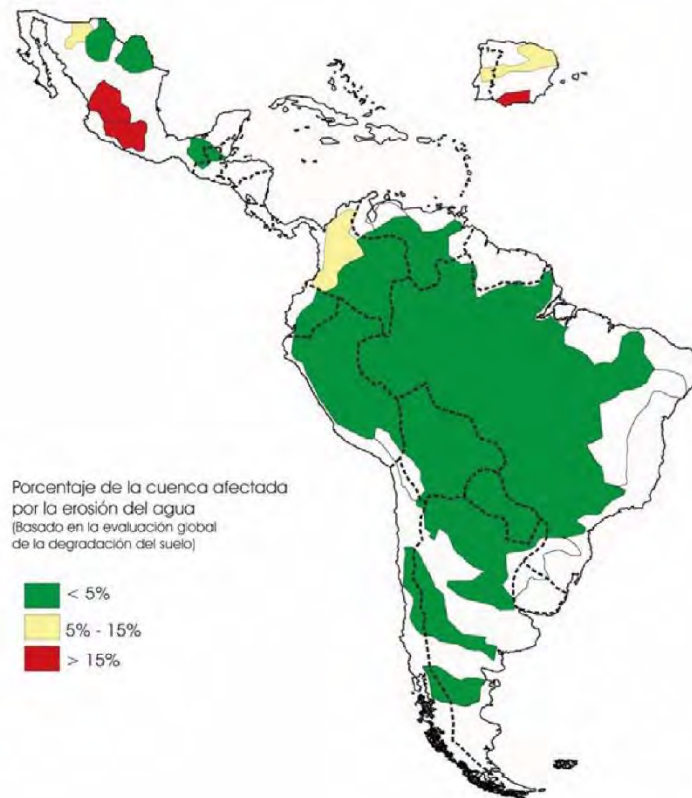 Porcentaje de la cuenca afectada
por la erosión del agua
(Basado en la evaluación global
de la degradación del suelo)
< 5%
5% - 15%
> 15%